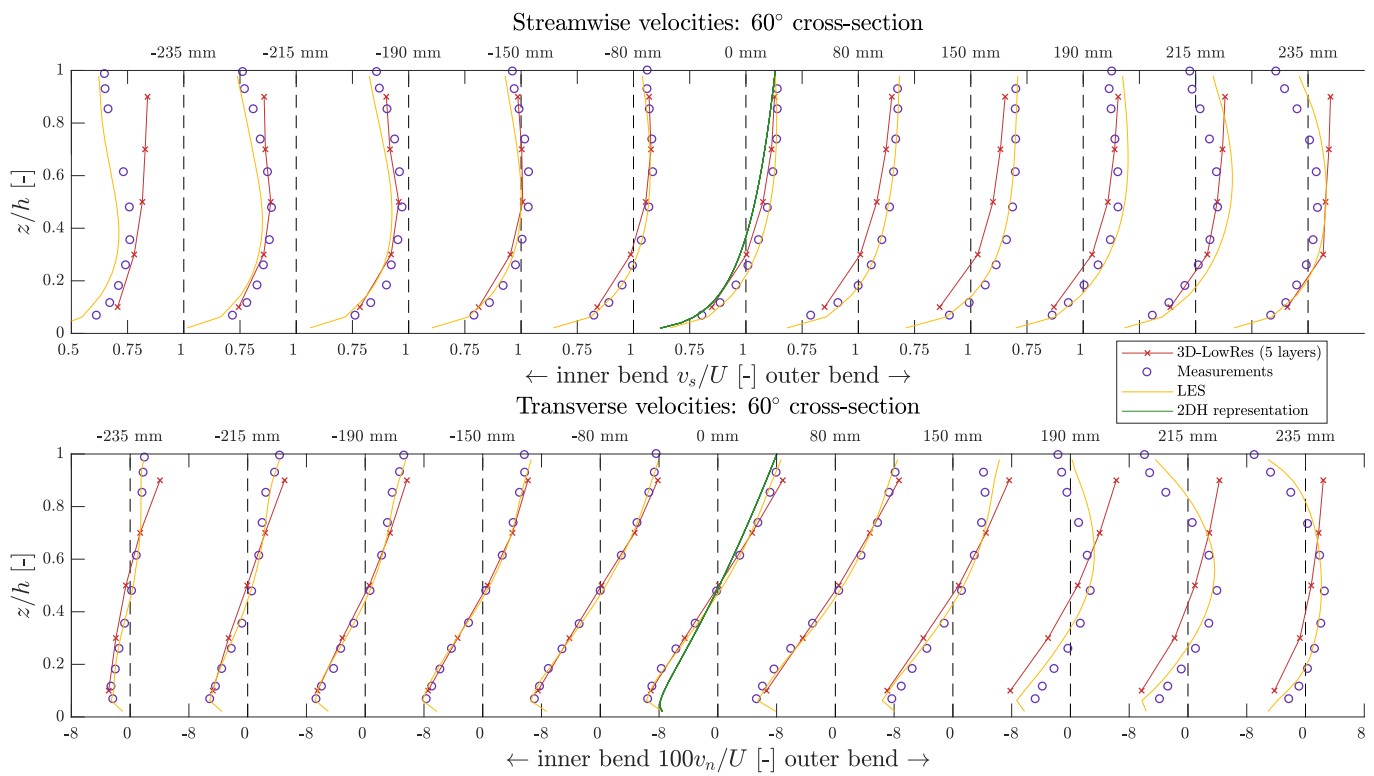 Streamwise velocities: 60° cross-section
-235 mm -215 mm -190 mm -150 mm -80 mm 0 mm 80 mm 150 mm 190 mm 215 mm 235 mm
1
0.8
0.6
0.4
0.2
0
z/h [-]
0.5 0.75 1 0.75 1 0.75 1 0.75 1 0.75 1 0.75 1 0.75 1 0.75 1 0.75 1
← inner bend v_s/U [-] outer bend →
3D-LowRes (5 layers)
Measurements
LES
2DH representation
Transverse velocities: 60° cross-section
-235 mm -215 mm -190 mm -150 mm -80 mm 0 mm 80 mm 150 mm 190 mm 215 mm 235 mm
1
0.8
0.6
0.4
0.2
0
z/h [-]
-8 0 -8 0 -8 0 -8 0 -8 0 -8 0 -8 0 -8 0 -8 0 -8 0 -8 0 8
← inner bend 100v_n/U [-] outer bend →